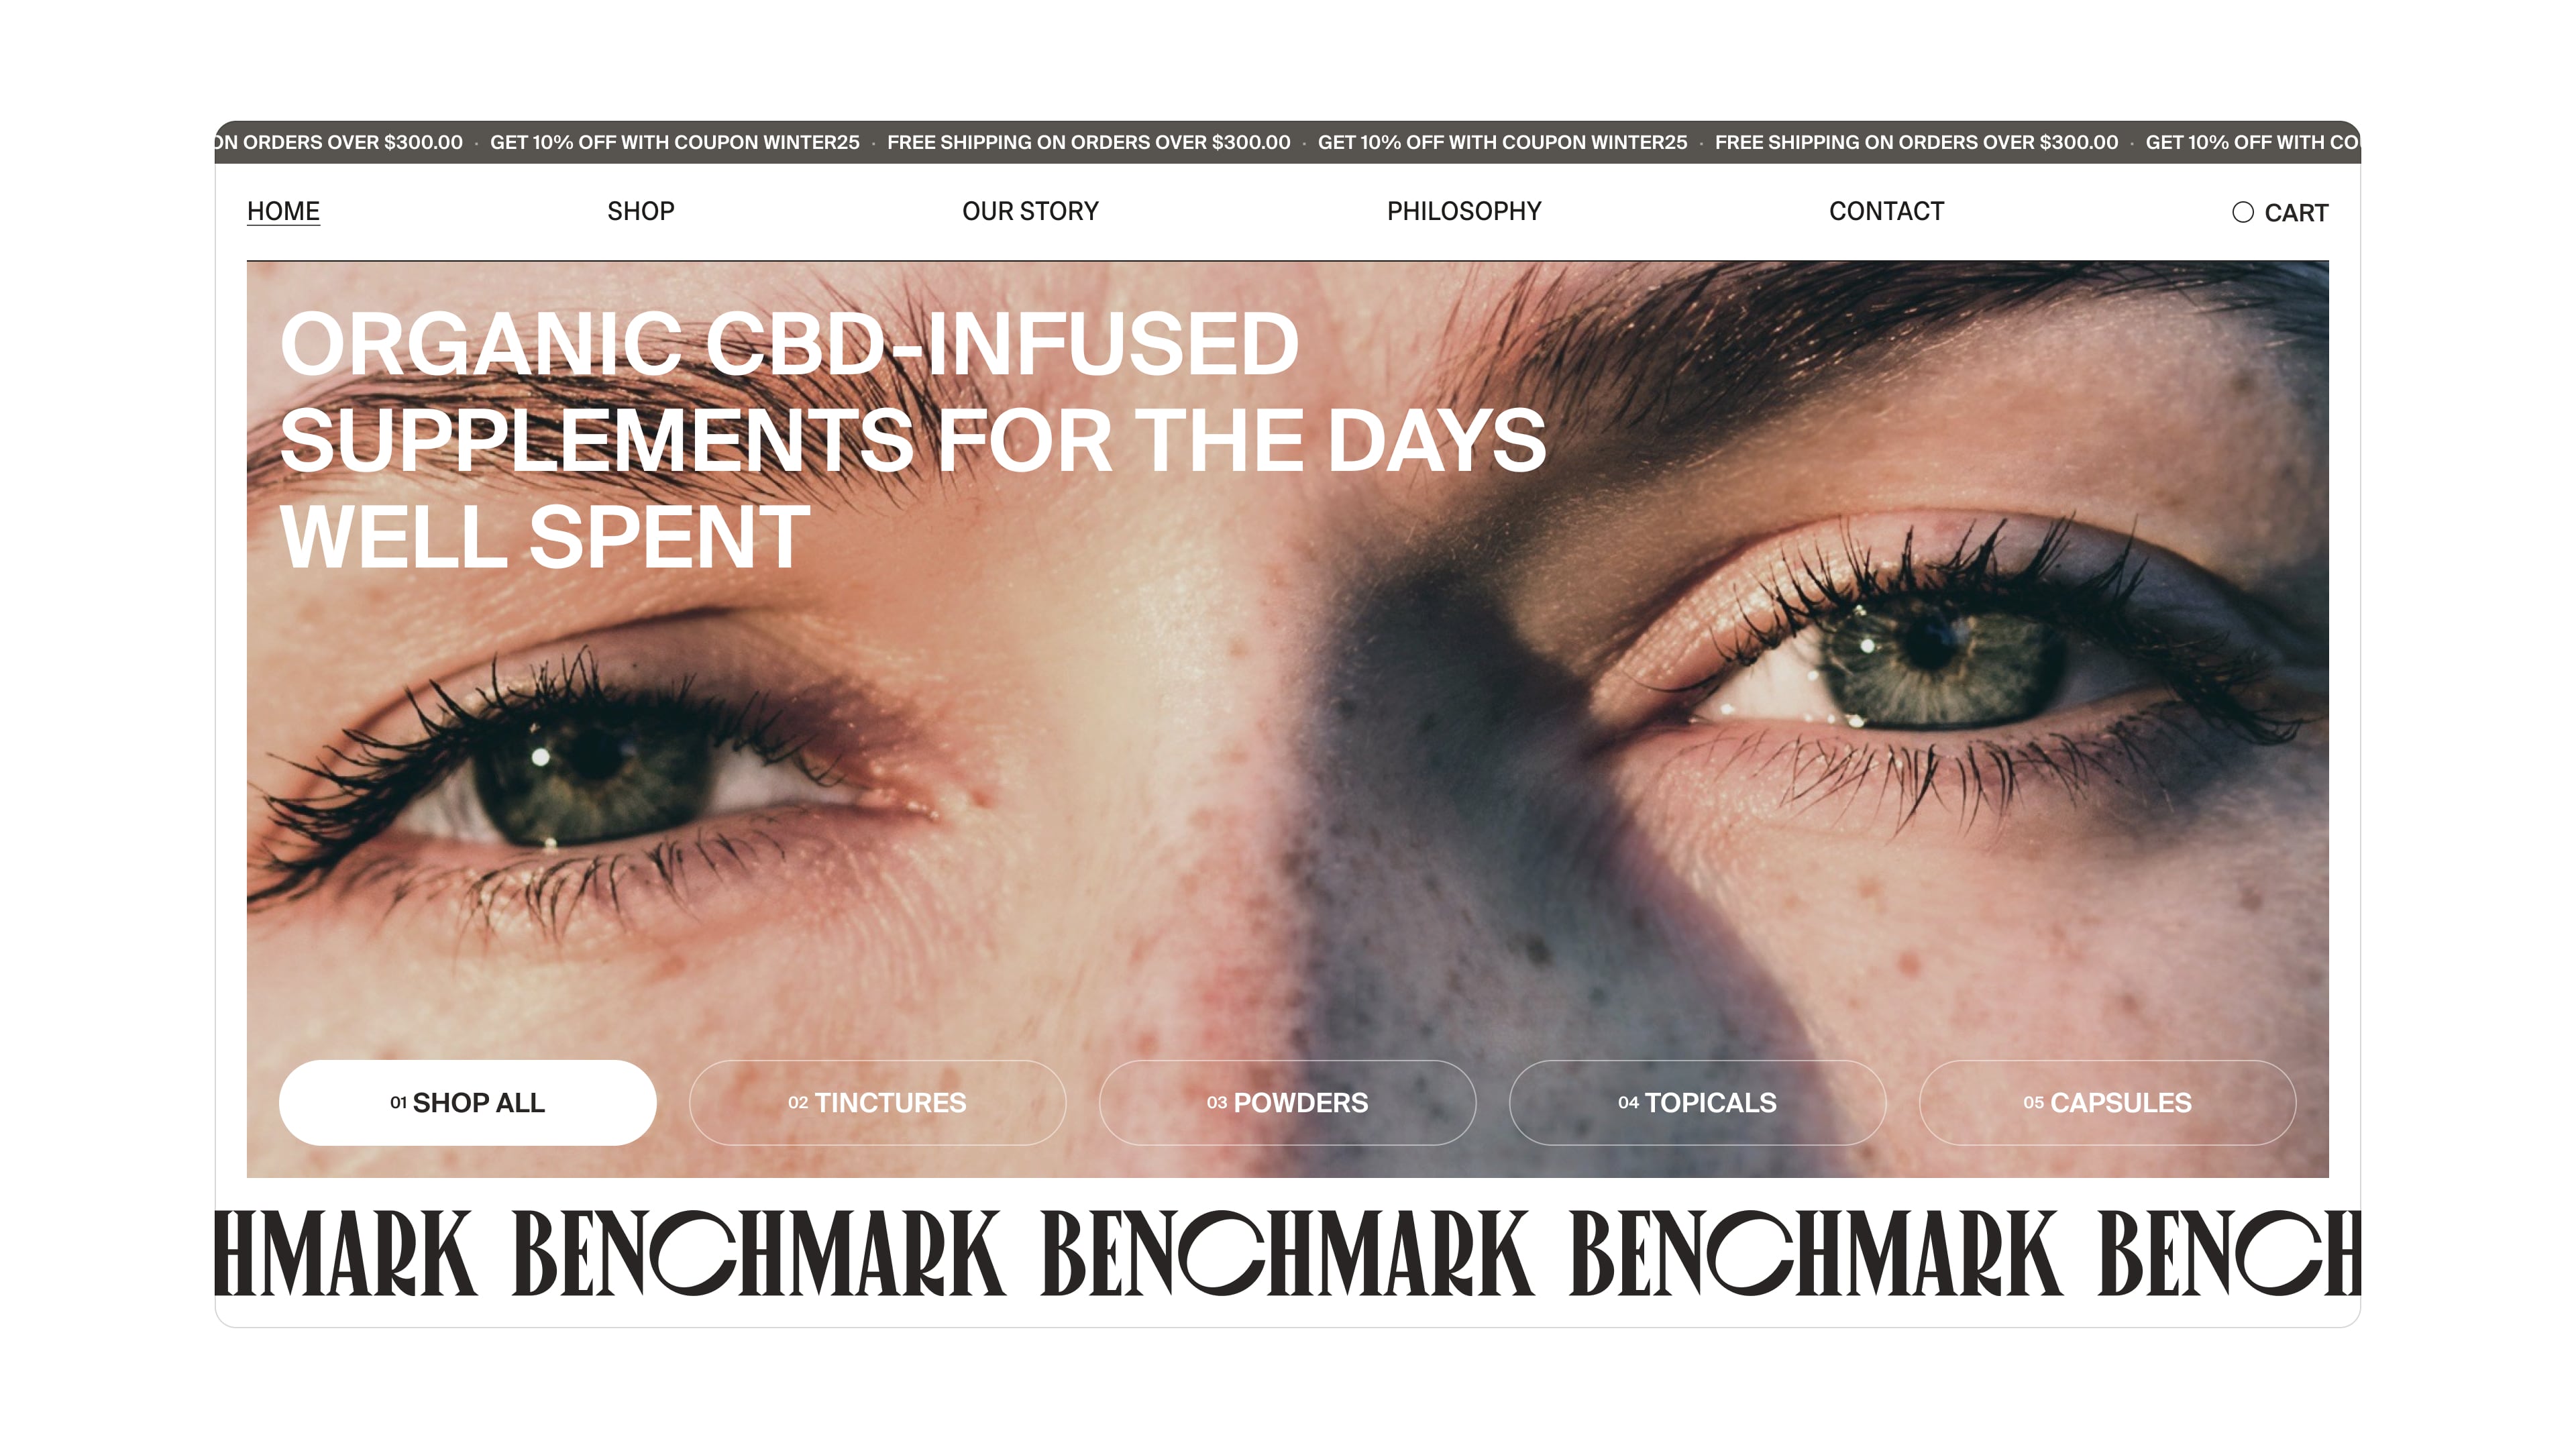 ON ORDERS OVER $300.00 · GET 10% OFF WITH COUPON WINTER25 · FREE SHIPPING ON ORDERS OVER $300.00 · GET 10% OFF WITH COUPON WINTER25 · FREE SHIPPING ON ORDERS OVER $300.00 · GET 10% OFF WITH CO
HOME SHOP OUR STORY PHILOSOPHY CONTACT CART
ORGANIC CBD-INFUSED
SUPPLEMENTS FOR THE DAYS
WELL SPENT
01 SHOP ALL 02 TINCTURES 03 POWDERS 04 TOPICALS 05 CAPSULES
HMARK BENCHMARK BENCHMARK BENCHMARK BENCH